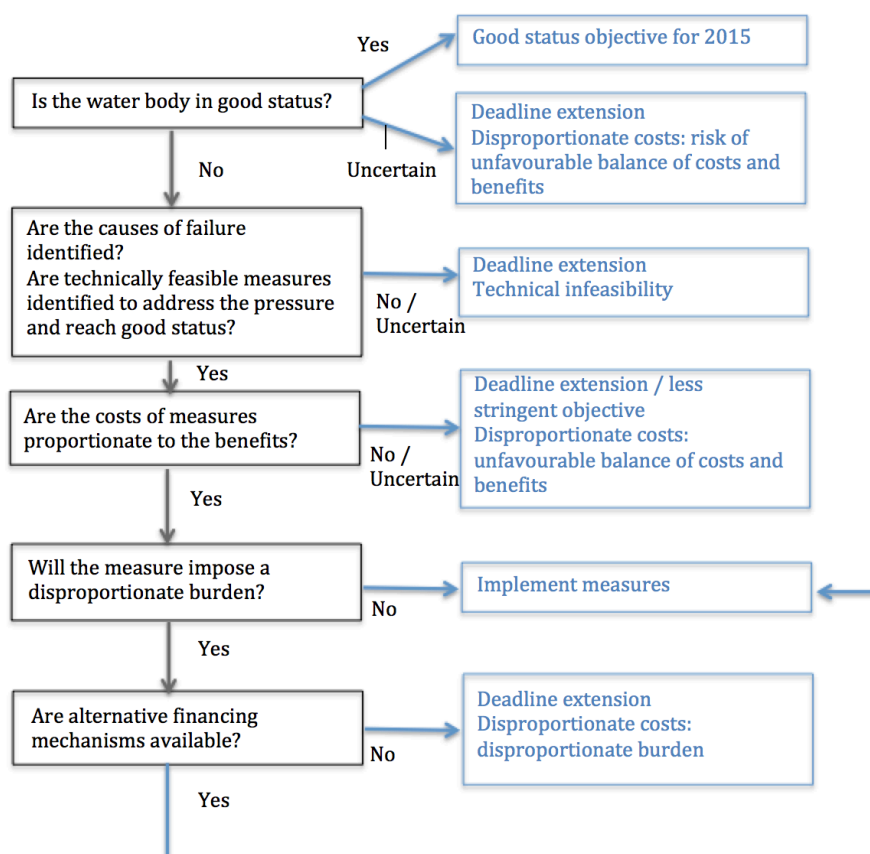 Yes
Good status objective for 2015
Is the water body in good status?
Deadline extension
Disproportionate costs: risk of
unfavourable balance of costs and
benefits
No
Uncertain
Are the causes of failure
identified?
Are technically feasible measures
identified to address the pressure
and reach good status?
Deadline extension
Technical infeasibility
No /
Uncertain
Yes
Are the costs of measures
proportionate to the benefits?
Deadline extension / less
stringent objective
Disproportionate costs:
unfavourable balance of costs and
benefits
No /
Uncertain
Yes
Will the measure impose a
disproportionate burden?
Implement measures
No
Yes
Are alternative financing
mechanisms available?
Deadline extension
Disproportionate costs:
disproportionate burden
No
Yes